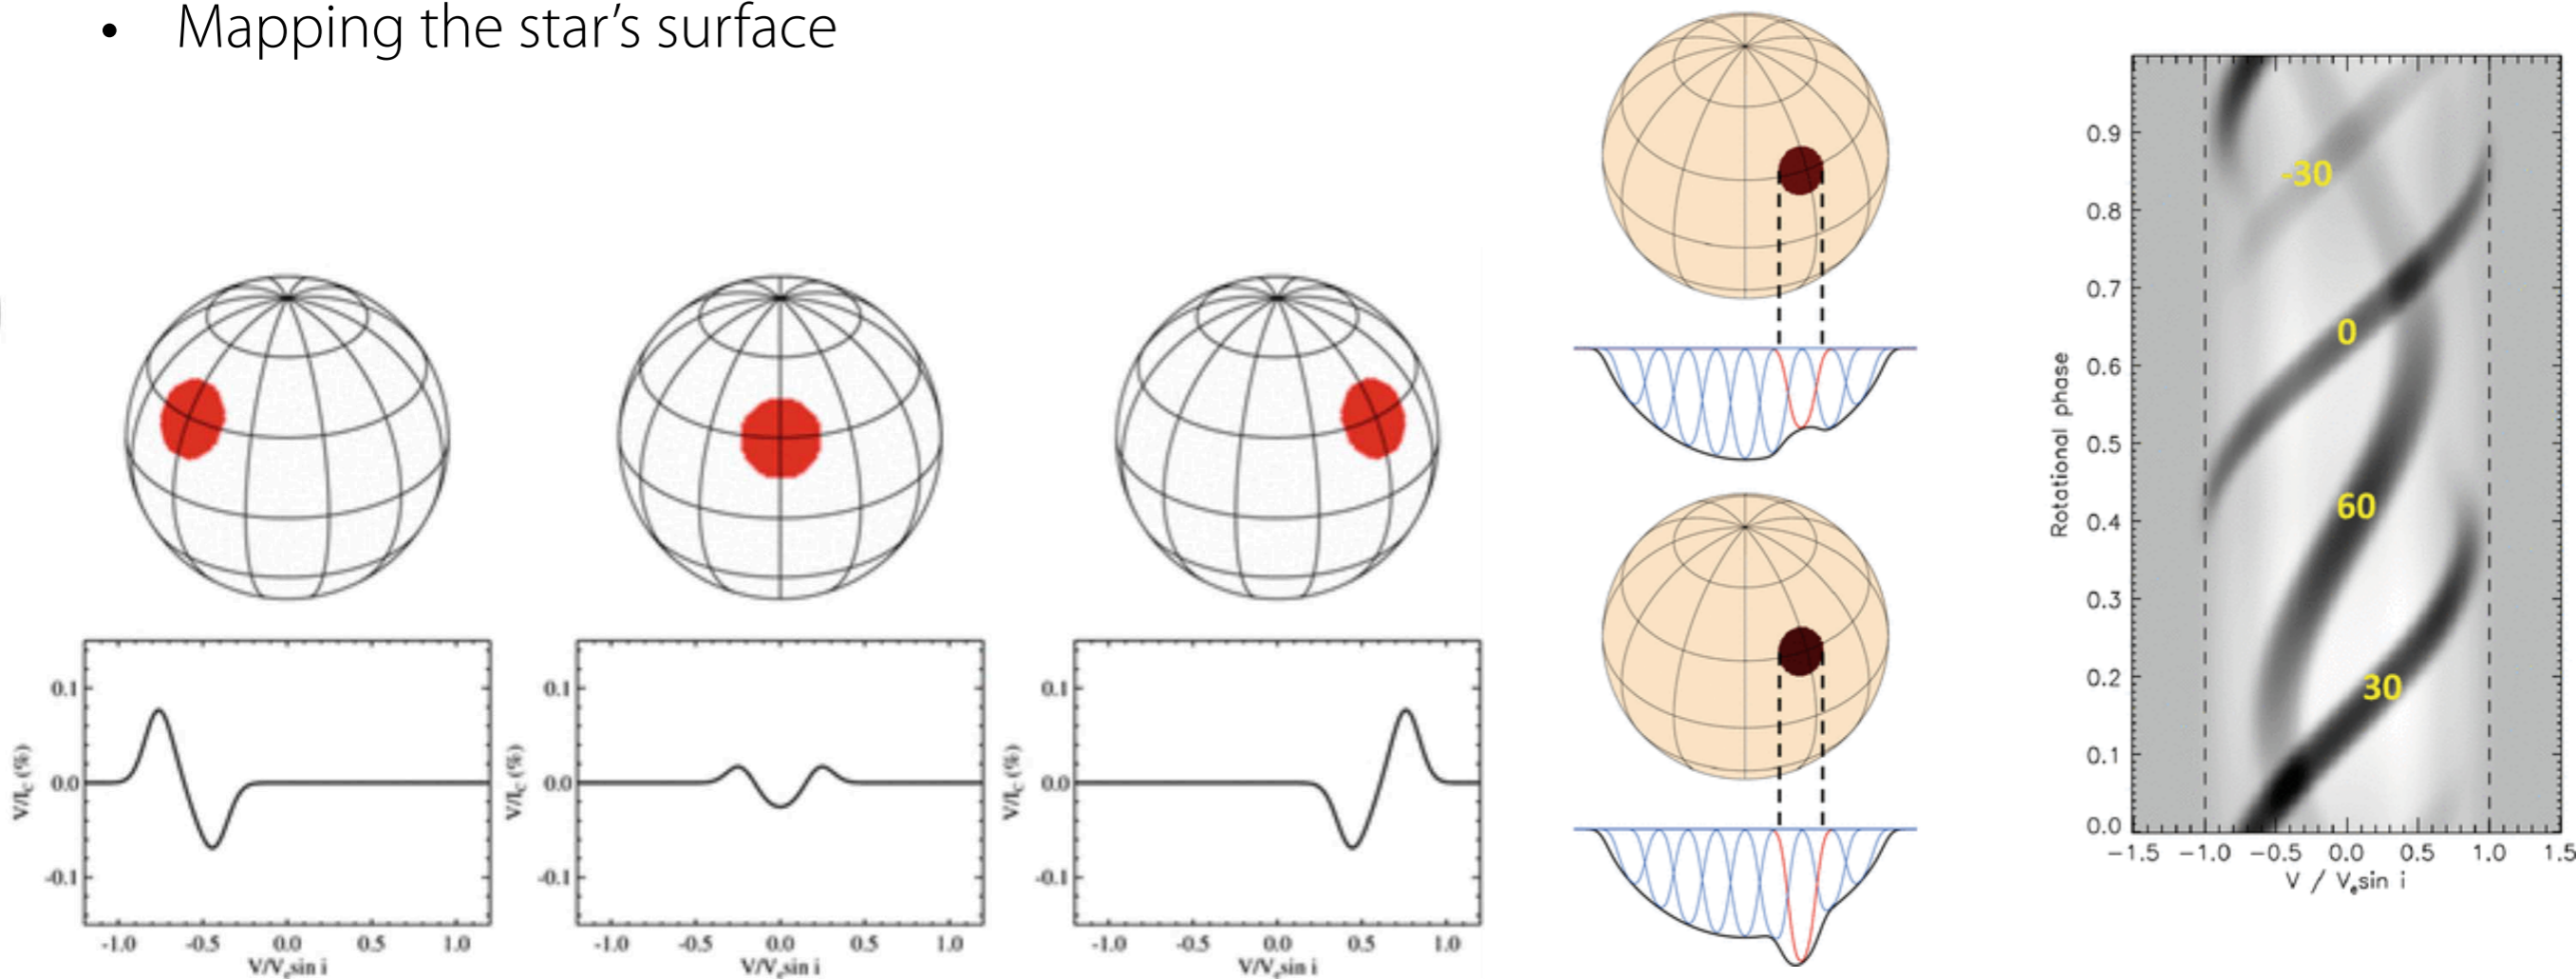 • Mapping the star’s surface
0.1
0.0
-0.1
V/I_C (%)
-1.0 -0.5 0.0 0.5 1.0
V/V_e sin i
0.1
0.0
-0.1
V/I_C (%)
-1.0 -0.5 0.0 0.5 1.0
V/V_e sin i
0.1
0.0
-0.1
V/I_C (%)
-1.0 -0.5 0.0 0.5 1.0
V/V_e sin i
0.9
0.8
0.7
0.6
0.5
0.4
0.3
0.2
0.1
0.0
Rotational phase
-30
0
60
30
−1.5 −1.0 −0.5 0.0 0.5 1.0 1.5
V / V_e sin i